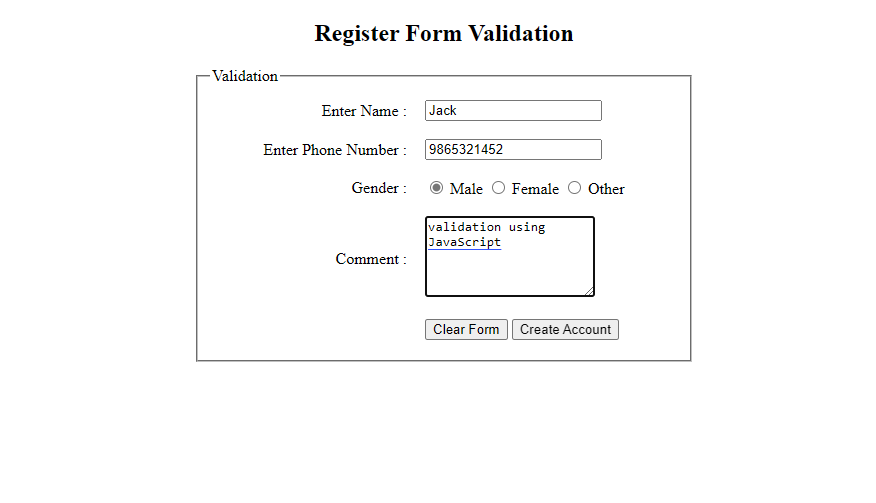 Register Form Validation
Validation
Enter Name : Jack
Enter Phone Number : 9865321452
Gender : Male Female Other
Comment : validation using
JavaScript
Clear Form Create Account